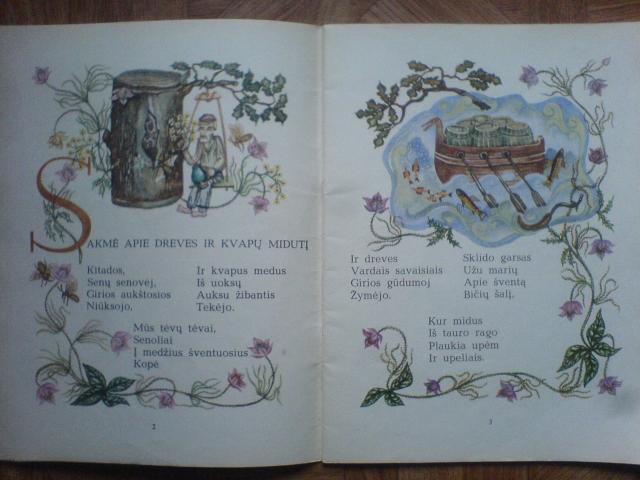 SAKMĖ APIE DREVES IR KVAPŲ MIDUTĮ
Kitados,
Senų senovėj,
Girios aukštosios
Niūksojo,
Ir kvapus medus
Iš uoksų
Auksu žibantis
Tekėjo.
Mūs tėvų tėvai,
Senoliai
Į medžius šventuosius
Kopė
2
Ir dreves
Vardais savaisiais
Girios gūdumoj
Žymėjo.
Sklido garsas
Užu marių
Apie šventą
Bičių šalį,
Kur midus
Iš tauro rago
Plaukia upėm
Ir upeliais.
3